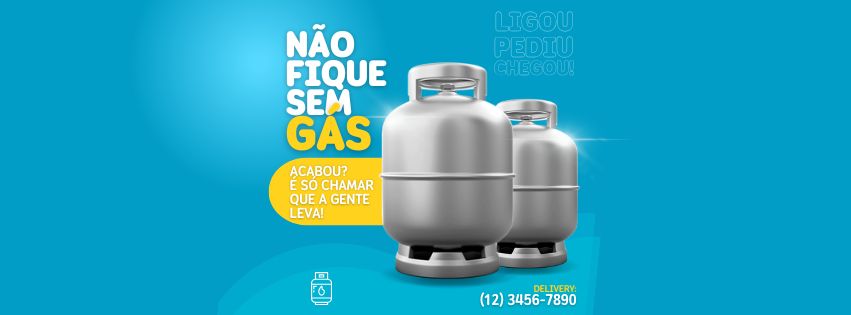 NÃO
FIQUE
SEM
GÁS
ACABOU?
É SÓ CHAMAR
QUE A GENTE
LEVA!
LIGOU
PEDIU
CHEGOU!
DELIVERY:
(12) 3456-7890